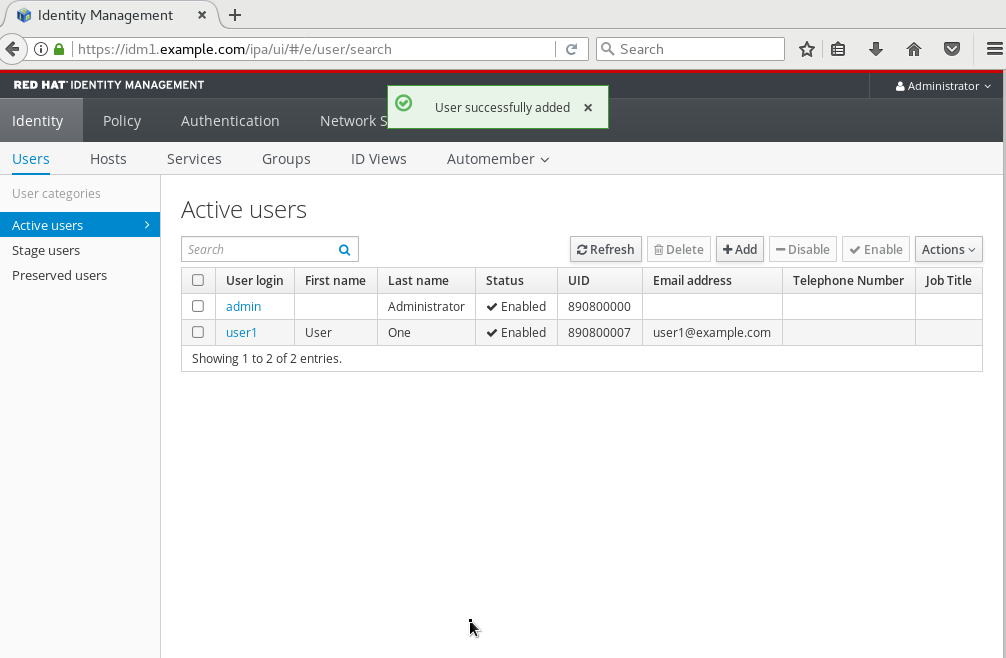 Identity Management
https://idm1.example.com/ipa/ui/#/e/user/search
Search
RED HAT IDENTITY MANAGEMENT
Administrator
User successfully added
Identity Policy Authentication Network S
Users Hosts Services Groups ID Views Automember
User categories
Active users
Stage users
Preserved users
Active users
Search
Refresh Delete Add Disable Enable Actions
User login First name Last name Status UID Email address Telephone Number Job Title
admin Administrator Enabled 890800000
user1 User One Enabled 890800007 user1@example.com
Showing 1 to 2 of 2 entries.